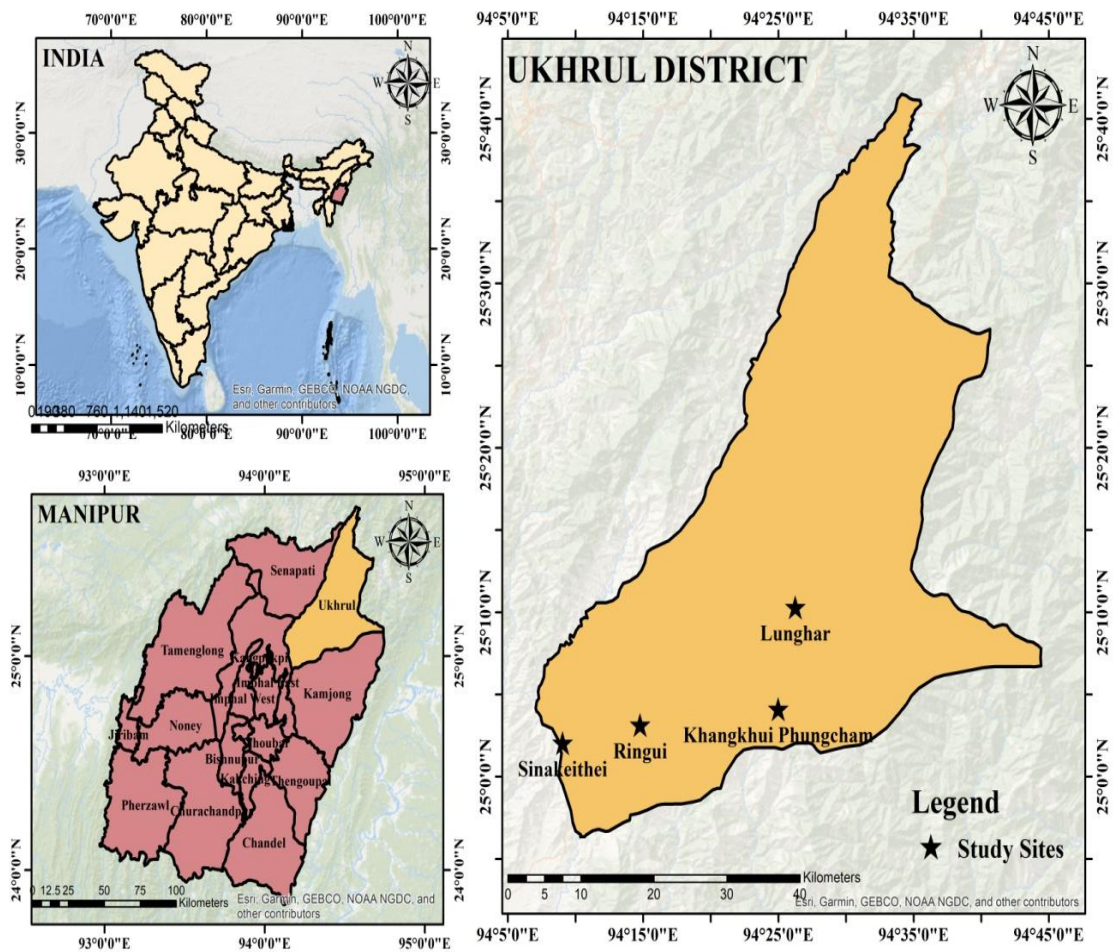 70°0'0"E 80°0'0"E 90°0'0"E 100°0'0"E
INDIA
N
W E
S
30°0'0"N
20°0'0"N
10°0'0"N
30°0'0"N
20°0'0"N
10°0'0"N
Esri, Garmin, GEBCO, NOAA NGDC,
and other contributors
0190380 760 1,1401,520
Kilometers
70°0'0"E 80°0'0"E 90°0'0"E 100°0'0"E
93°0'0"E 94°0'0"E 95°0'0"E
MANIPUR
N
W E
S
Senapati
Ukhrul
Tamenglong
Kangpokpi
Imphal East
Imphal West
Kamjong
Noney
Jiribam
Thoubal
Bishnupur
Kakching
Thengoupal
Pherzawl
Churachandpur
Chandel
25°0'0"N
24°0'0"N
25°0'0"N
24°0'0"N
0 12.5 25 50 75 100
Kilometers
Esri, Garmin, GEBCO, NOAA NGDC, and
other contributors
93°0'0"E 94°0'0"E 95°0'0"E
94°5'0"E 94°15'0"E 94°25'0"E 94°35'0"E 94°45'0"E
UKHRUL DISTRICT
N
W E
S
25°40'0"N
25°30'0"N
25°20'0"N
25°10'0"N
25°0'0"N
25°40'0"N
25°30'0"N
25°20'0"N
25°10'0"N
25°0'0"N
Lunghar
Khangkhui Phungcham
Ringui
Sinakeithei
Legend
Study Sites
0 5 10 20 30 40
Kilometers
Esri, Garmin, GEBCO, NOAA NGDC, and other contributors
94°5'0"E 94°15'0"E 94°25'0"E 94°35'0"E 94°45'0"E